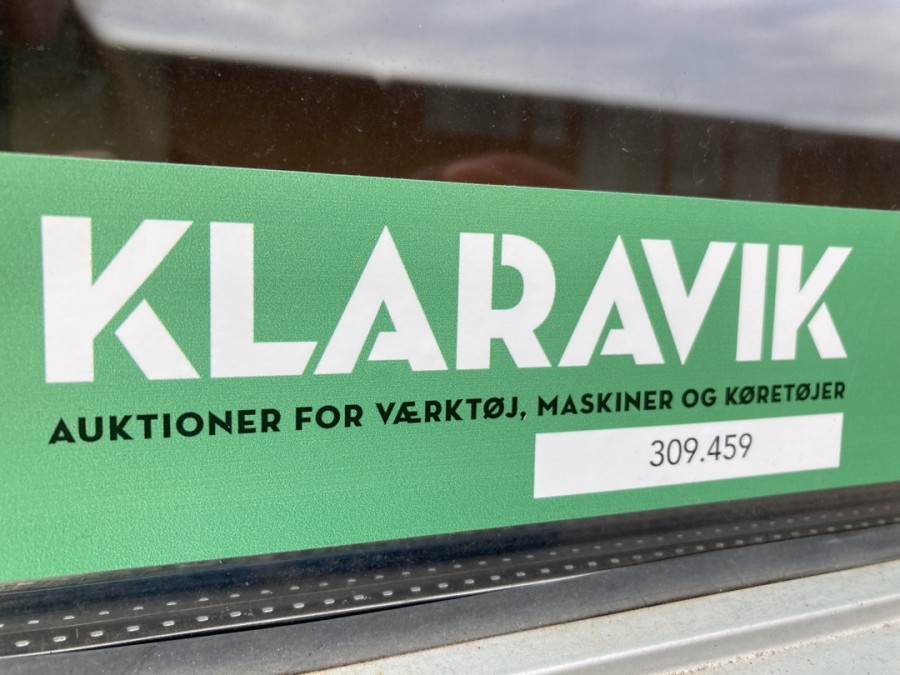 KLARAVIK
AUKTIONER FOR VÆRKTØJ, MASKINER OG KØRETØJER
309.459